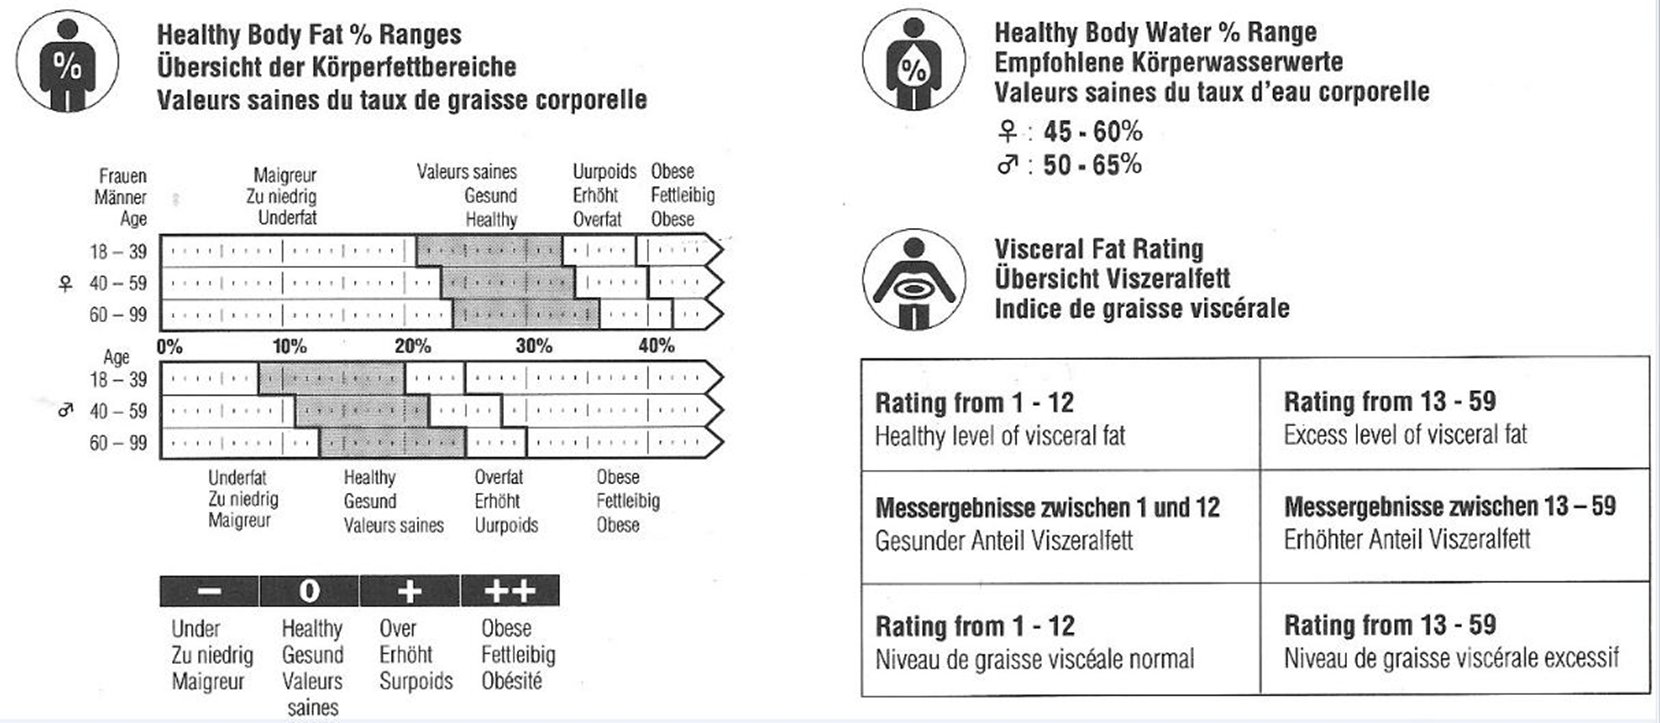 %
Healthy Body Fat % Ranges
Übersicht der Körperfettbereiche
Valeurs saines du taux de graisse corporelle
Frauen
Männer
Age
Maigreur
Zu niedrig
Underfat
Valeurs saines
Gesund
Healthy
Uurpoids
Erhöht
Overfat
Obese
Fettleibig
Obese
♀
18 – 39
40 – 59
60 – 99
0% 10% 20% 30% 40%
Age
♂
18 – 39
40 – 59
60 – 99
Underfat
Zu niedrig
Maigreur
Healthy
Gesund
Valeurs saines
Overfat
Erhöht
Uurpoids
Obese
Fettleibig
Obese
– 0 + ++
Under
Zu niedrig
Maigreur
Healthy
Gesund
Valeurs
saines
Over
Erhöht
Surpoids
Obese
Fettleibig
Obésité
%
Healthy Body Water % Range
Empfohlene Körperwasserwerte
Valeurs saines du taux d'eau corporelle
♀ : 45 - 60%
♂ : 50 - 65%
Visceral Fat Rating
Übersicht Viszeralfett
Indice de graisse viscérale
Rating from 1 - 12
Healthy level of visceral fat
Rating from 13 - 59
Excess level of visceral fat
Messergebnisse zwischen 1 und 12
Gesunder Anteil Viszeralfett
Messergebnisse zwischen 13 – 59
Erhöhter Anteil Viszeralfett
Rating from 1 - 12
Niveau de graisse viscéale normal
Rating from 13 - 59
Niveau de graisse viscérale excessif